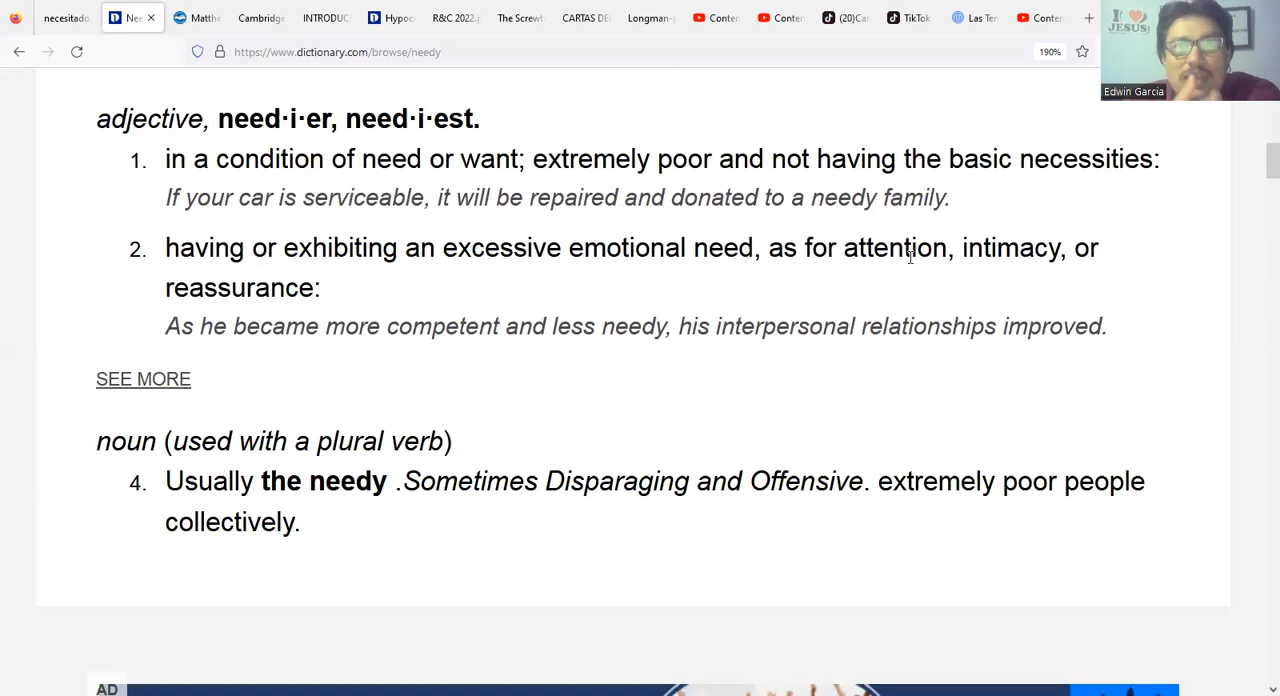 necesitado. Nee Matthe Cambridge INTRODUC Hypoc R&C 2022.p The Screwt CARTAS DE Longman-p Conten Conten (20)Car TikTok Las Ten Conten
https://www.dictionary.com/browse/needy 190%
I ❤ JESUS!
Edwin Garcia
adjective, need·i·er, need·i·est.
1. in a condition of need or want; extremely poor and not having the basic necessities:
If your car is serviceable, it will be repaired and donated to a needy family.
2. having or exhibiting an excessive emotional need, as for attention, intimacy, or
reassurance:
As he became more competent and less needy, his interpersonal relationships improved.
SEE MORE
noun (used with a plural verb)
4. Usually the needy .Sometimes Disparaging and Offensive. extremely poor people
collectively.
AD